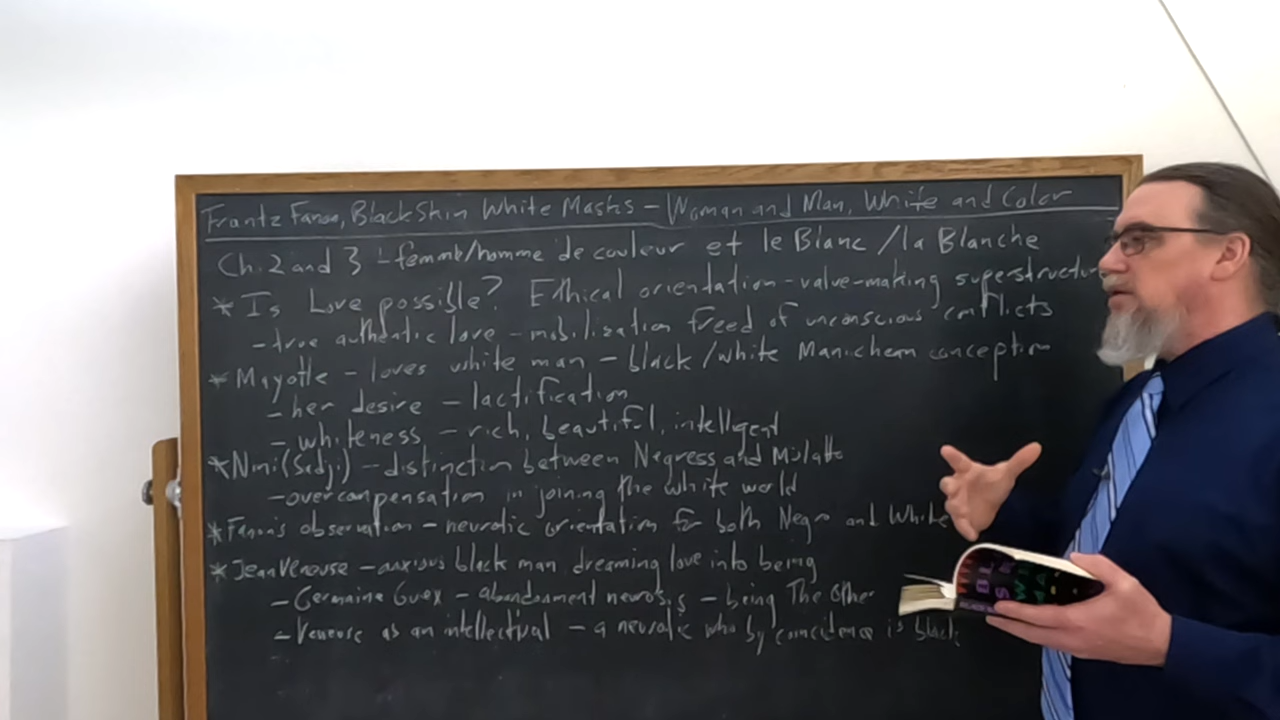 Frantz Fanon, Black Skin White Masks – Woman and Man, White and Color
Ch. 2 and 3 – femme/homme de couleur et le Blanc / la Blanche
* Is Love possible? Ethical orientation – value-making superstructur
– true authentic love – mobilization freed of unconscious conflicts
* Mayotte – loves white man – black/white Manichean conception
– her desire – lactification
– whiteness – rich, beautiful, intelligent
* Nini (Sadji) – distinction between Negress and Mulatto
– overcompensation in joining the white world
* Fanon's observation – neurotic orientation for both Negro and White
* Jean Veneuse – anxious black man dreaming love into being
– Germaine Guex – abandonment neurosis – being The Other
– Veneuse as an intellectual – a neurotic who by coincidence is black